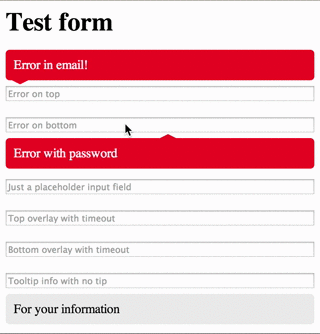 Test form
Error in email!
Error on top
Error on bottom
Error with password
Just a placeholder input field
Top overlay with timeout
Bottom overlay with timeout
Tooltip info with no tip
For your information